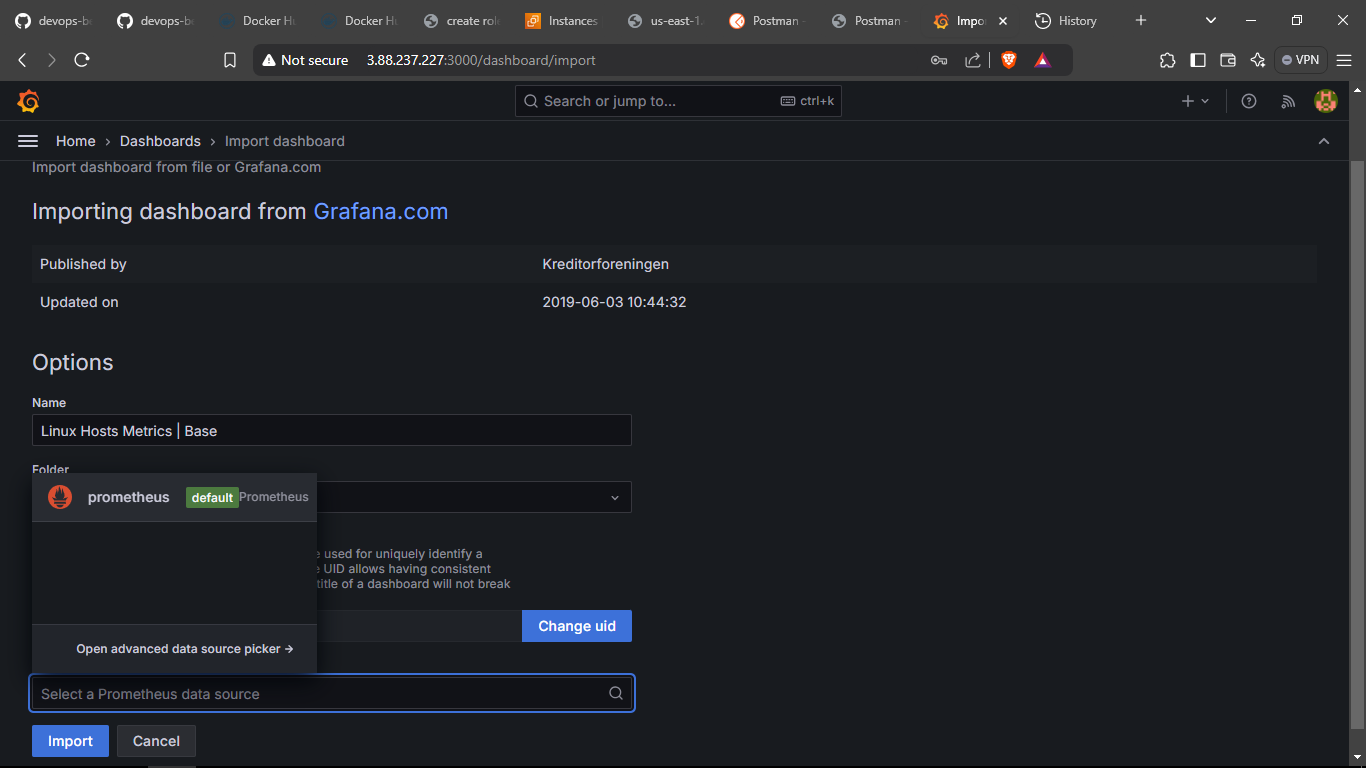 devops-b
devops-b
Docker H
Docker H
create rol
Instances
us-east-1.
Postman
Postman
Impo
History
Not secure 3.88.237.227:3000/dashboard/import
VPN
Search or jump to...
ctrl+k
Home › Dashboards › Import dashboard
Import dashboard from file or Grafana.com
Importing dashboard from Grafana.com
Published by Kreditorforeningen
Updated on 2019-06-03 10:44:32
Options
Name
Linux Hosts Metrics | Base
Folder
prometheus default Prometheus
used for uniquely identify a
UID allows having consistent
title of a dashboard will not break
Change uid
Open advanced data source picker →
Select a Prometheus data source
Import Cancel